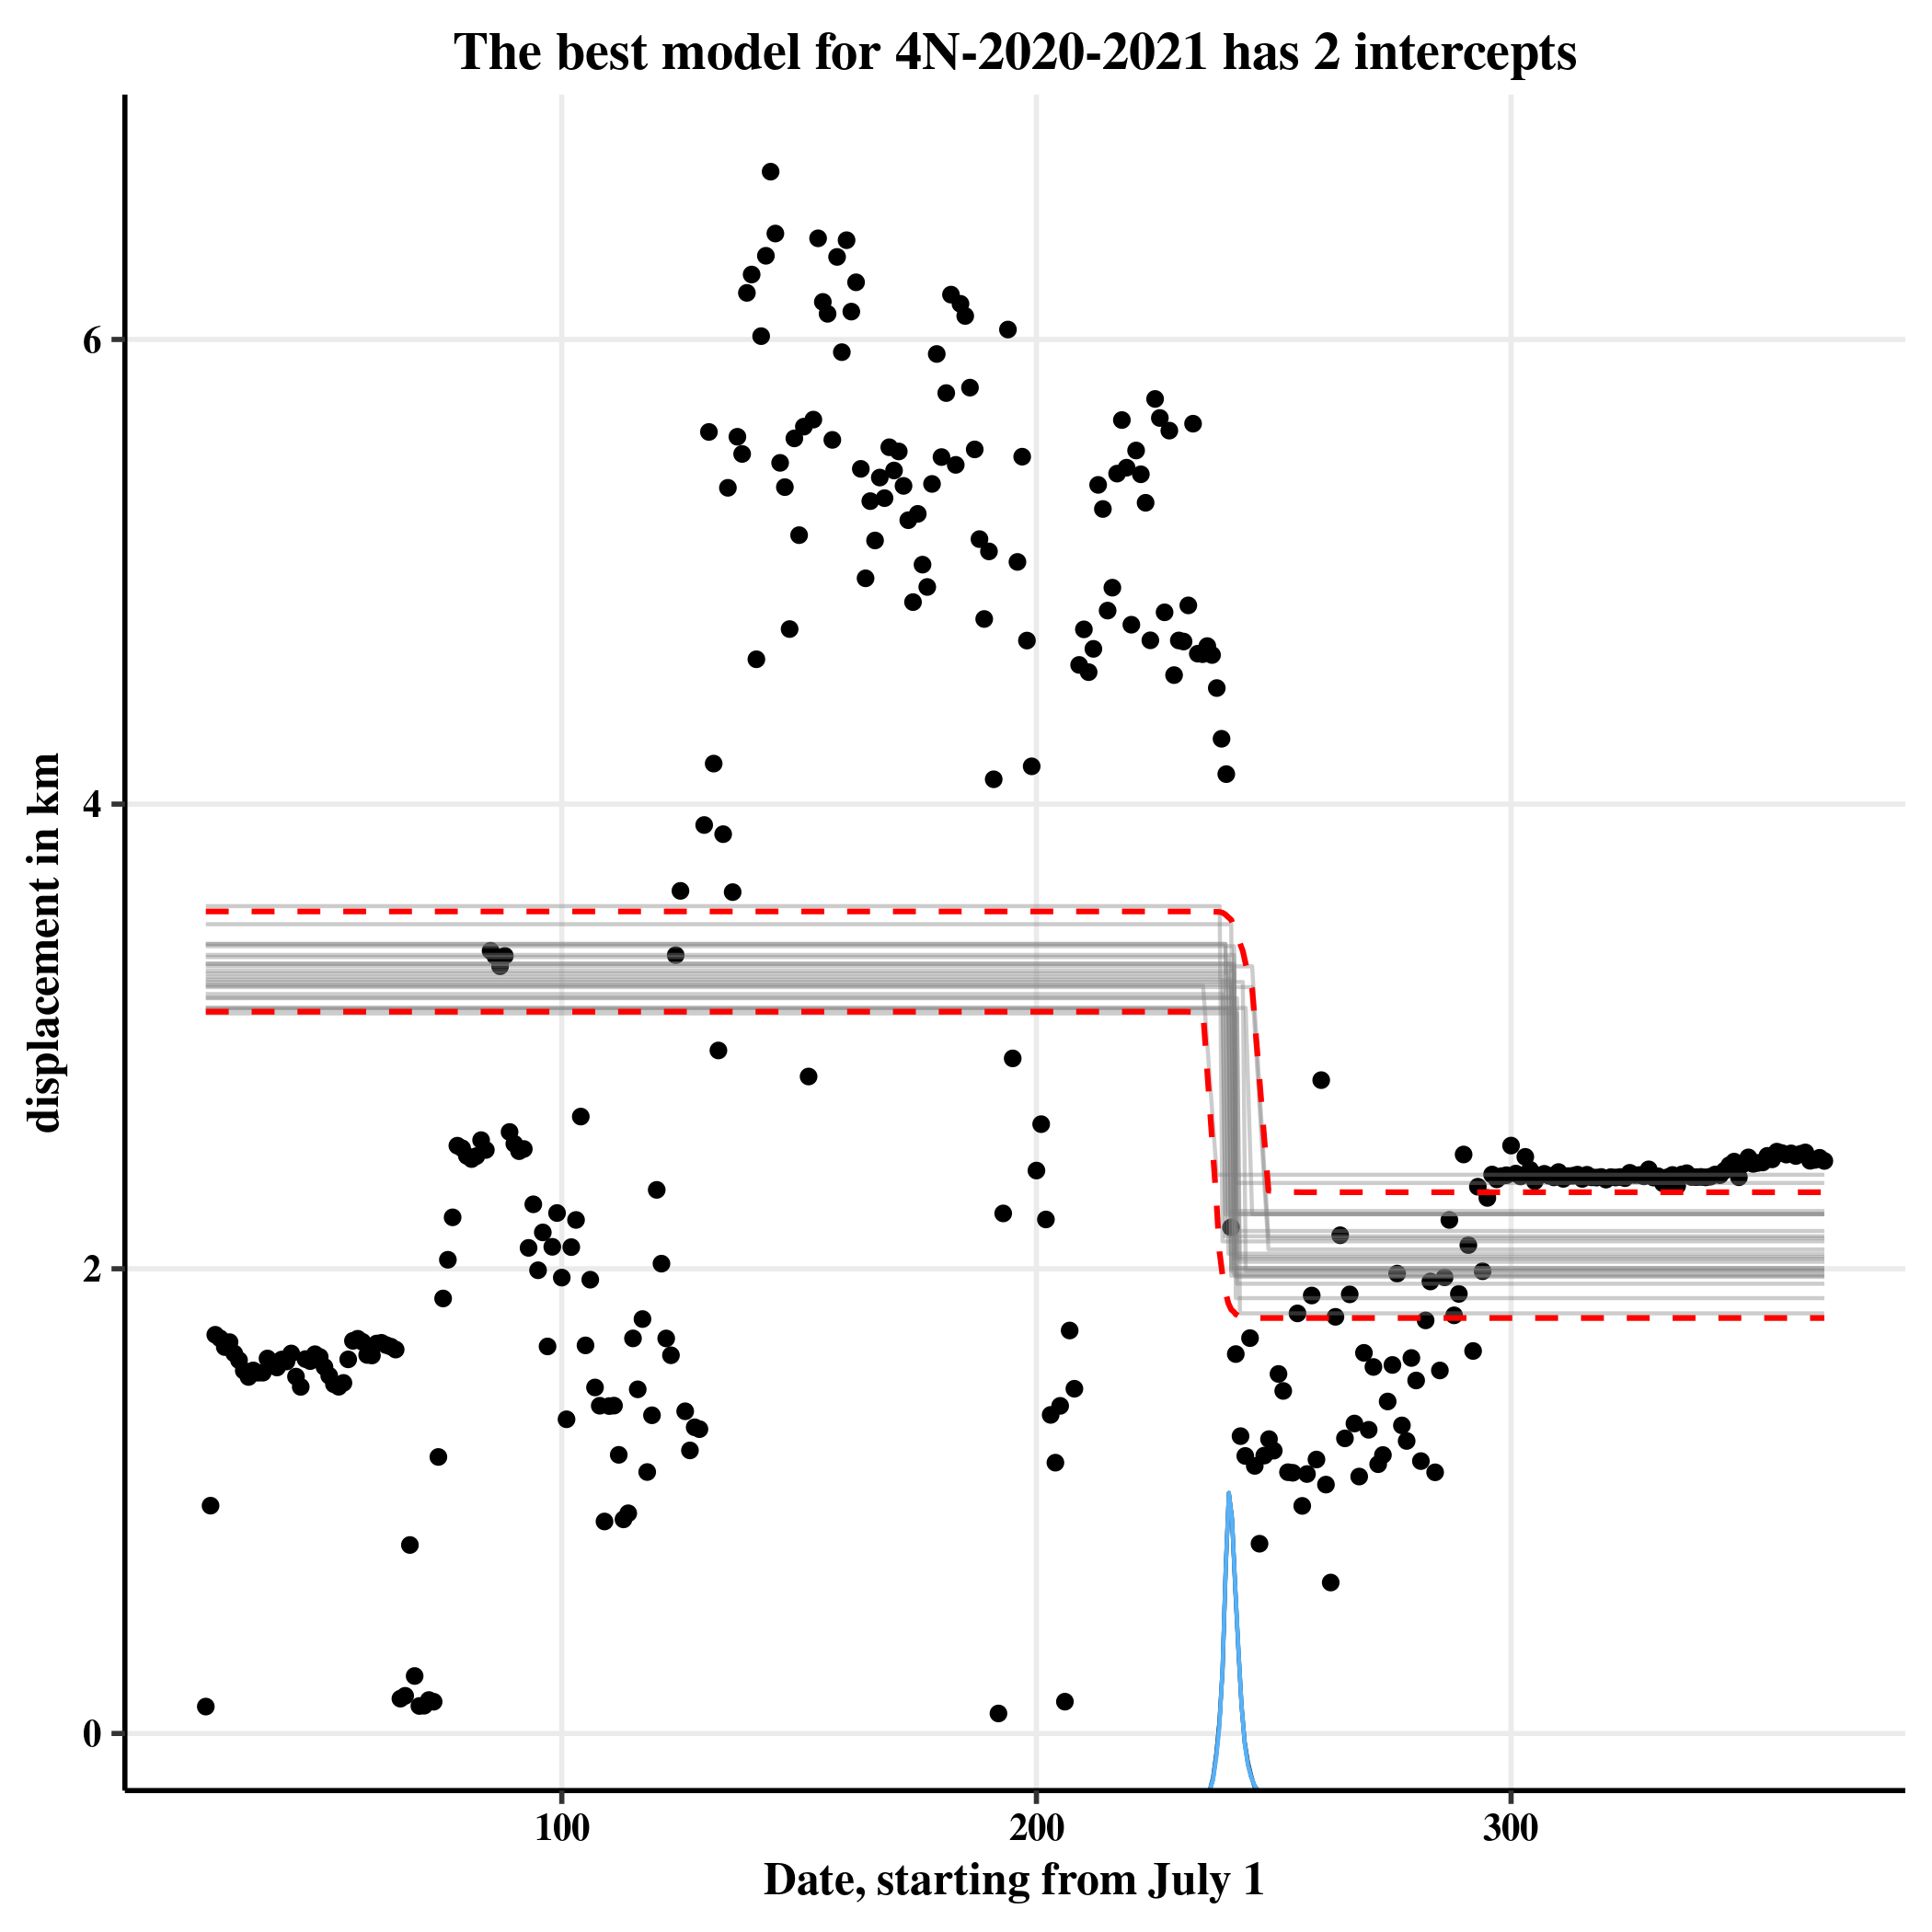 The best model for 4N-2020-2021 has 2 intercepts
displacement in km
6
4
2
0
100 200 300
Date, starting from July 1